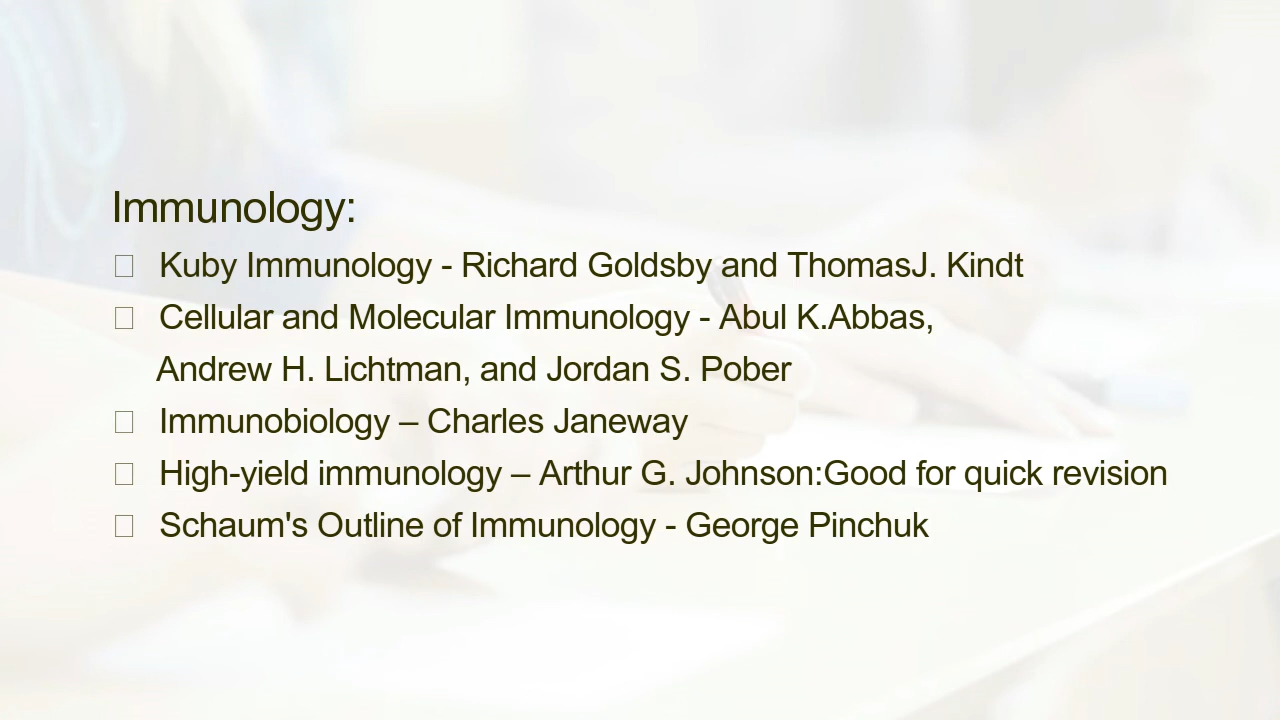 Immunology:
□ Kuby Immunology - Richard Goldsby and ThomasJ. Kindt
□ Cellular and Molecular Immunology - Abul K.Abbas,
Andrew H. Lichtman, and Jordan S. Pober
□ Immunobiology – Charles Janeway
□ High-yield immunology – Arthur G. Johnson:Good for quick revision
□ Schaum's Outline of Immunology - George Pinchuk